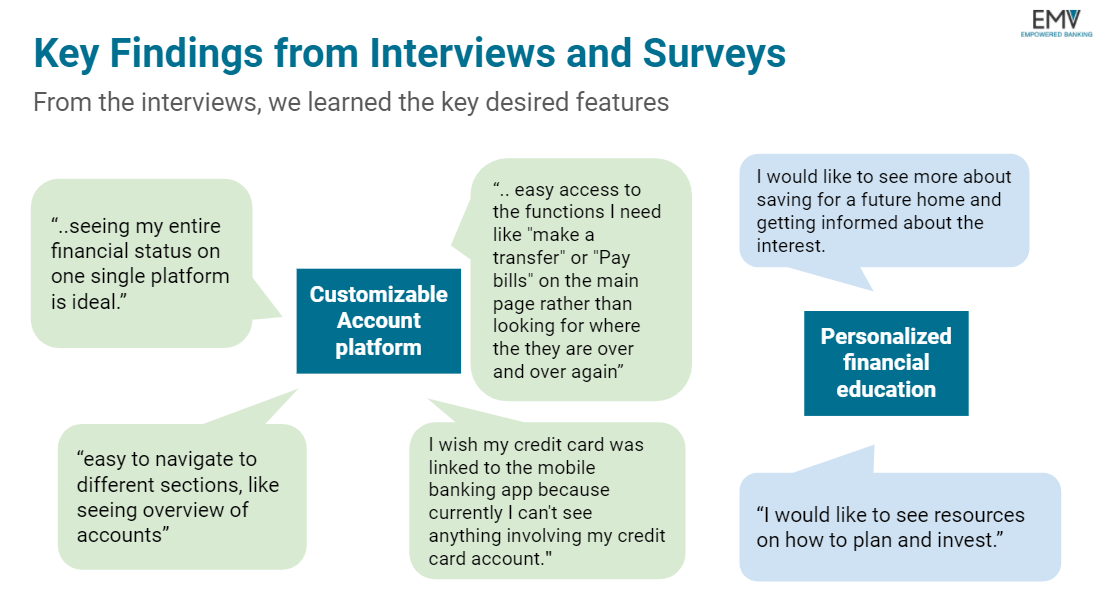 EMV
EMPOWERED BANKING
Key Findings from Interviews and Surveys
From the interviews, we learned the key desired features
“..seeing my entire
financial status on
one single platform
is ideal.”
“.. easy access to
the functions I need
like "make a
transfer" or "Pay
bills" on the main
page rather than
looking for where
the they are over
and over again”
Customizable
Account
platform
“easy to navigate to
different sections, like
seeing overview of
accounts”
I wish my credit card was
linked to the mobile
banking app because
currently I can't see
anything involving my credit
card account."
I would like to see more about
saving for a future home and
getting informed about the
interest.
Personalized
financial
education
“I would like to see resources
on how to plan and invest.”